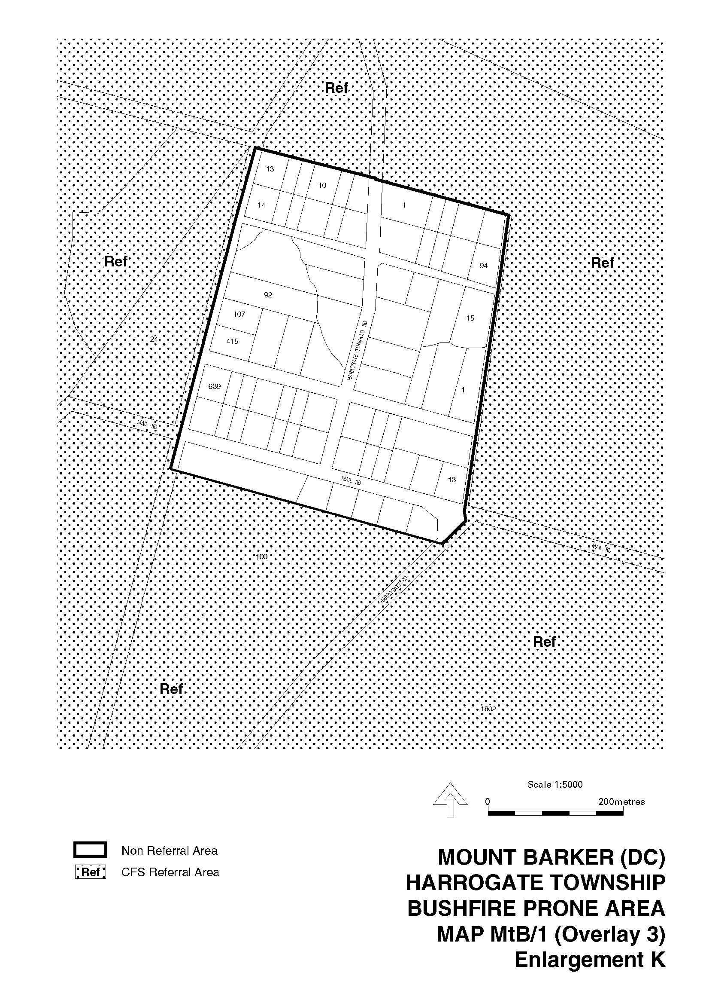 Ref
13
10
14
1
Ref
Ref
94
92
107
15
24
415
HARROGATE - TUNKILLO RD
639
1
MAIL RD
MAIL RD
13
MAIL RD
100
HARROGATE RD
Ref
Ref
1802
Scale 1:5000
0 200metres
Non Referral Area
Ref CFS Referral Area
MOUNT BARKER (DC)
HARROGATE TOWNSHIP
BUSHFIRE PRONE AREA
MAP MtB/1 (Overlay 3)
Enlargement K